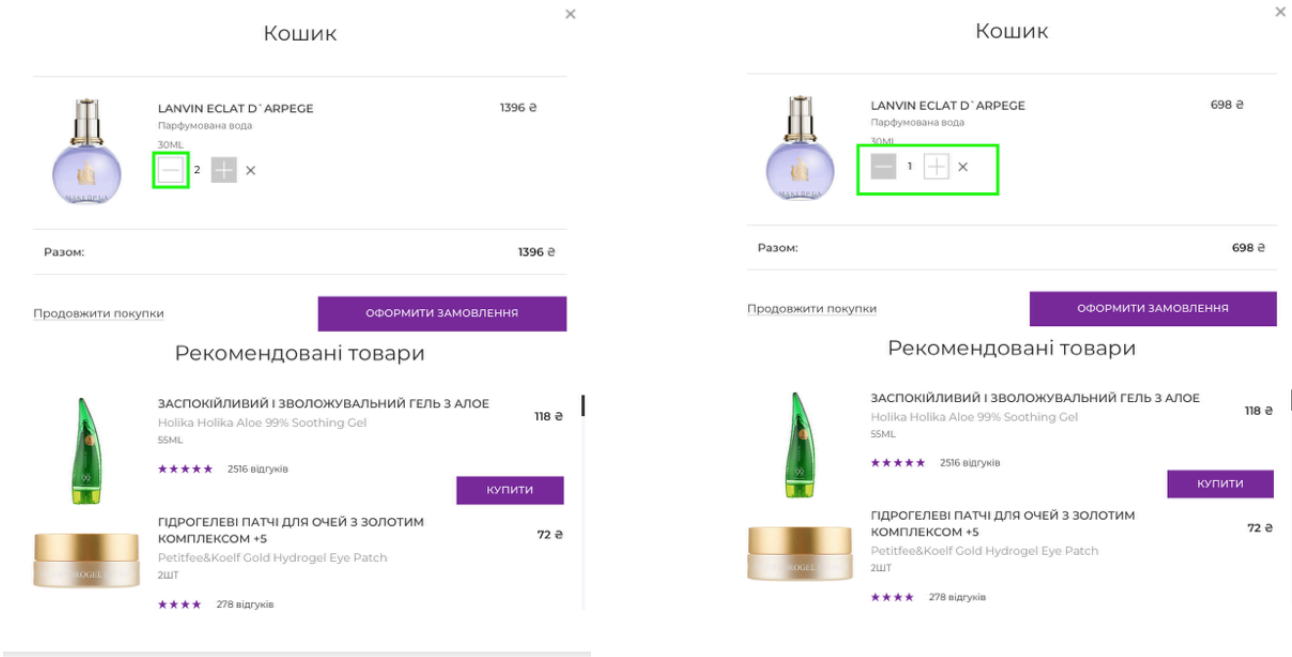 Кошик
LANVIN ECLAT D`ARPEGE
1396 ₴
Парфумована вода
30ML
2
Разом:
1396 ₴
Продовжити покупки
ОФОРМИТИ ЗАМОВЛЕННЯ
Рекомендовані товари
ЗАСПОКІЙЛИВИЙ І ЗВОЛОЖУВАЛЬНИЙ ГЕЛЬ З АЛОЕ
118 ₴
Holika Holika Aloe 99% Soothing Gel
55ML
2516 відгуків
КУПИТИ
ГІДРОГЕЛЕВІ ПАТЧІ ДЛЯ ОЧЕЙ З ЗОЛОТИМ
КОМПЛЕКСОМ +5
72 ₴
Petitfee&Koelf Gold Hydrogel Eye Patch
2ШТ
278 відгуків
Кошик
LANVIN ECLAT D`ARPEGE
698 ₴
Парфумована вода
30ML
1
Разом:
698 ₴
Продовжити покупки
ОФОРМИТИ ЗАМОВЛЕННЯ
Рекомендовані товари
ЗАСПОКІЙЛИВИЙ І ЗВОЛОЖУВАЛЬНИЙ ГЕЛЬ З АЛОЕ
118 ₴
Holika Holika Aloe 99% Soothing Gel
55ML
2516 відгуків
КУПИТИ
ГІДРОГЕЛЕВІ ПАТЧІ ДЛЯ ОЧЕЙ З ЗОЛОТИМ
КОМПЛЕКСОМ +5
72 ₴
Petitfee&Koelf Gold Hydrogel Eye Patch
2ШТ
278 відгуків